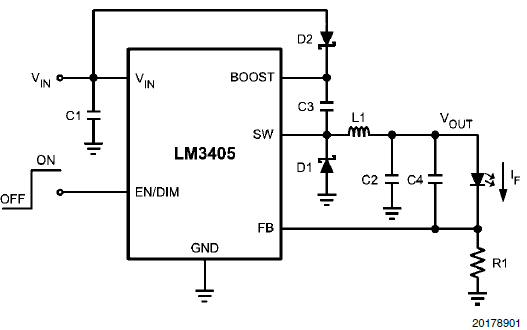 D2
VIN
VIN
BOOST
C1
C3
L1
VOUT
SW
LM3405
D1
ON
OFF
EN/DIM
C2
C4
IF
FB
GND
R1
20178901